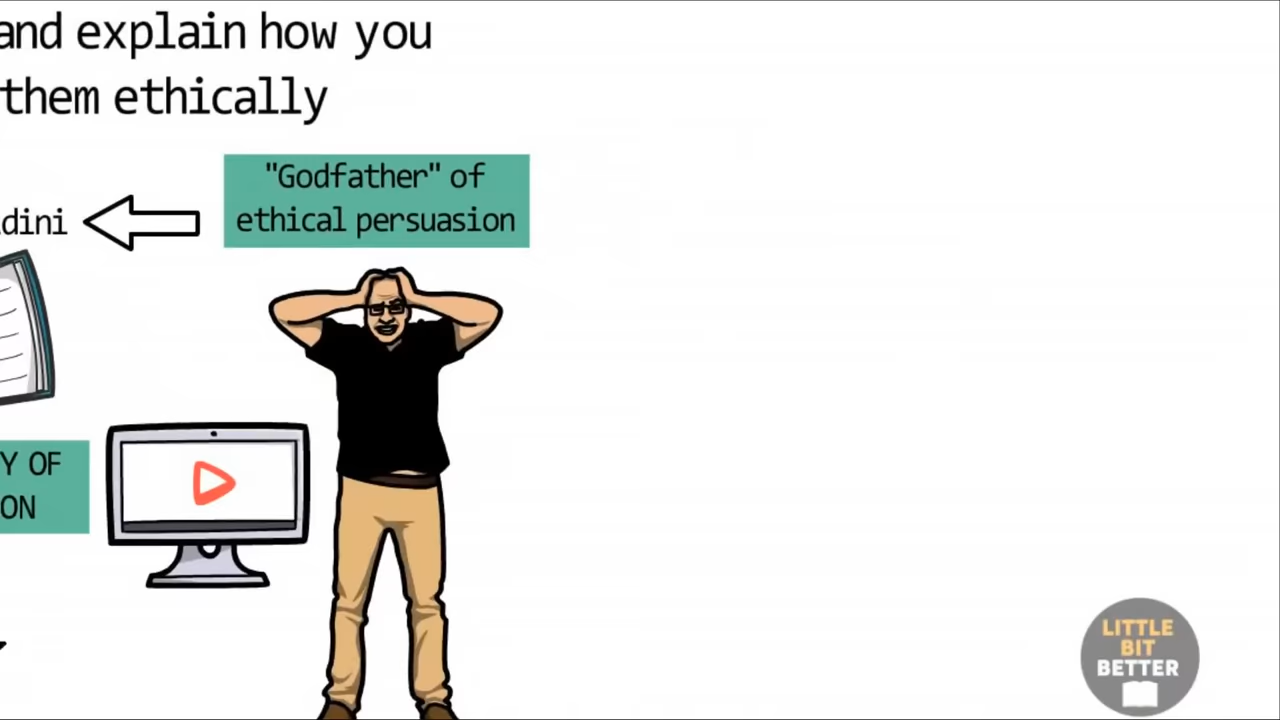 and explain how you
them ethically
"Godfather" of
ethical persuasion
dini
Y OF
ON
LITTLE
BIT
BETTER